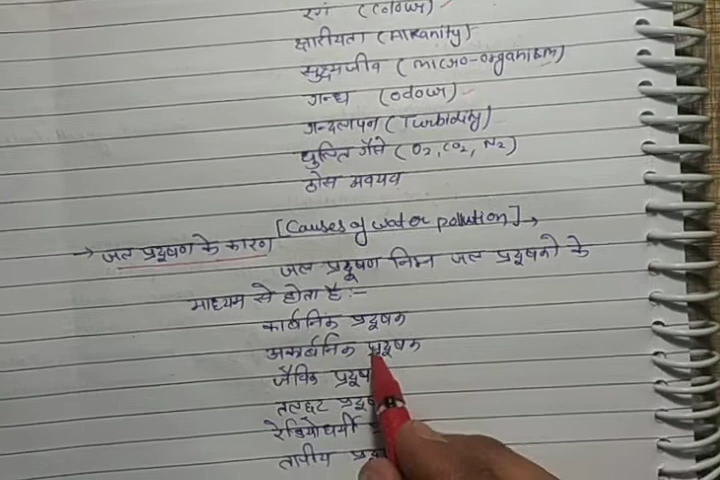 रंग (Colour)
क्षारीयता (Alkanity)
सुक्ष्मजीव (micro-organism)
गन्ध (Odour)
गन्दलापन (Turbidity)
घुलित गैसे (O₂, CO₂, N₂)
ठोस अवयव
→ जल प्रदूषण के कारण [Causes of water pollution] →
जल प्रदूषण निम्न जल प्रदूषको के
माध्यम से होता है :-
कार्बनिक प्रदूषक
अकार्बनिक प्रदूषक
जैविक
तलछट
रेडियोधर्मी
तापीय